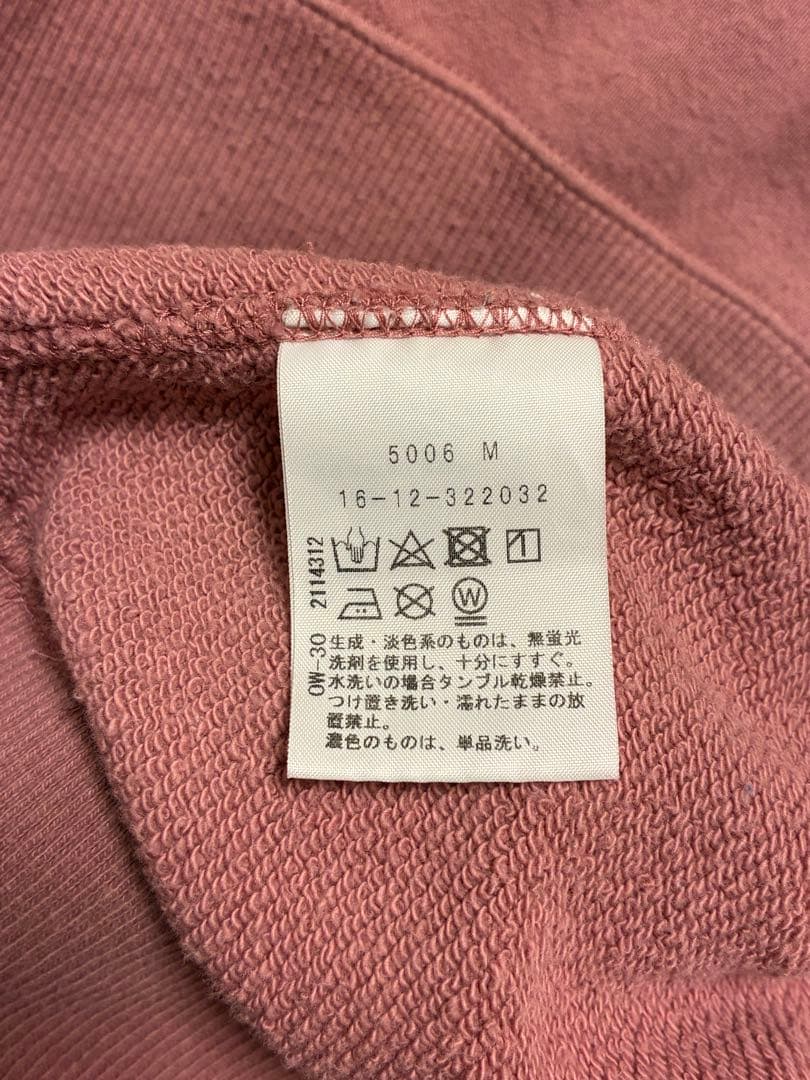 5006 M
16-12-322032
2114312
W
OW-30
生成・淡色系のものは、無蛍光
洗剤を使用し、十分にすすぐ。
水洗いの場合タンブル乾燥禁止。
つけ置き洗い・濡れたままの放
置禁止。
濃色のものは、単品洗い。